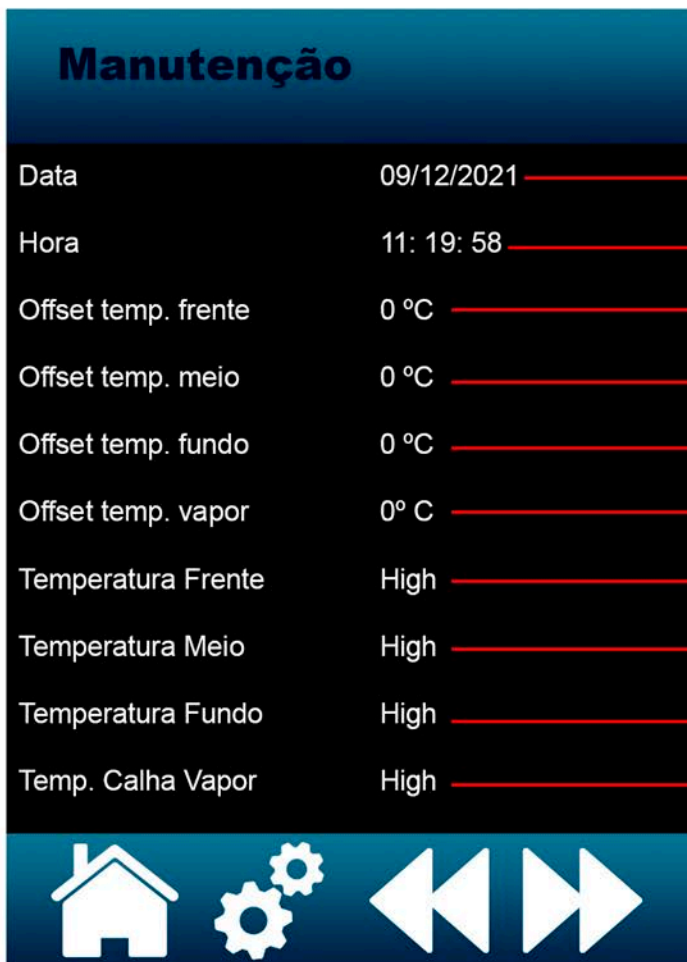 Manutenção
Data 09/12/2021
Hora 11: 19: 58
Offset temp. frente 0 ºC
Offset temp. meio 0 ºC
Offset temp. fundo 0 ºC
Offset temp. vapor 0º C
Temperatura Frente High
Temperatura Meio High
Temperatura Fundo High
Temp. Calha Vapor High